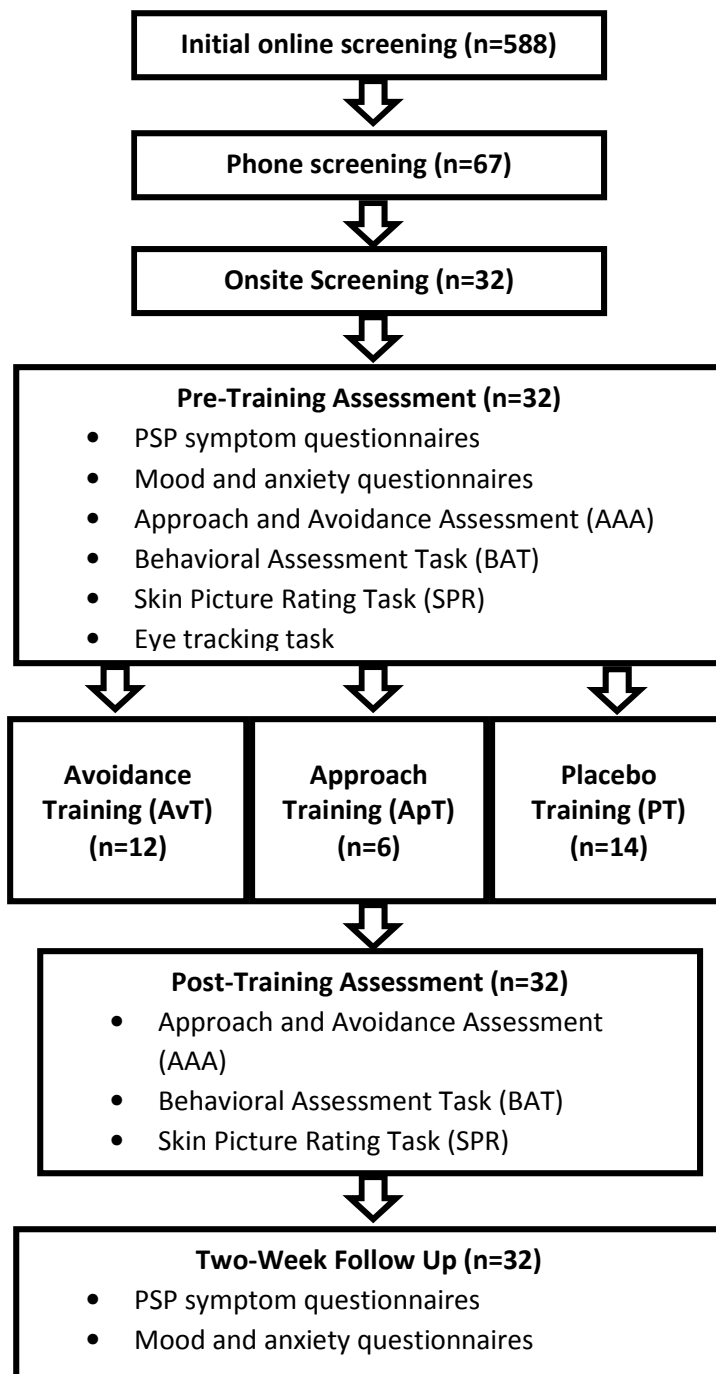 Initial online screening (n=588)
Phone screening (n=67)
Onsite Screening (n=32)
Pre-Training Assessment (n=32)
• PSP symptom questionnaires
• Mood and anxiety questionnaires
• Approach and Avoidance Assessment (AAA)
• Behavioral Assessment Task (BAT)
• Skin Picture Rating Task (SPR)
• Eye tracking task
Avoidance
Training (AvT)
(n=12)
Approach
Training (ApT)
(n=6)
Placebo
Training (PT)
(n=14)
Post-Training Assessment (n=32)
• Approach and Avoidance Assessment
(AAA)
• Behavioral Assessment Task (BAT)
• Skin Picture Rating Task (SPR)
Two-Week Follow Up (n=32)
• PSP symptom questionnaires
• Mood and anxiety questionnaires